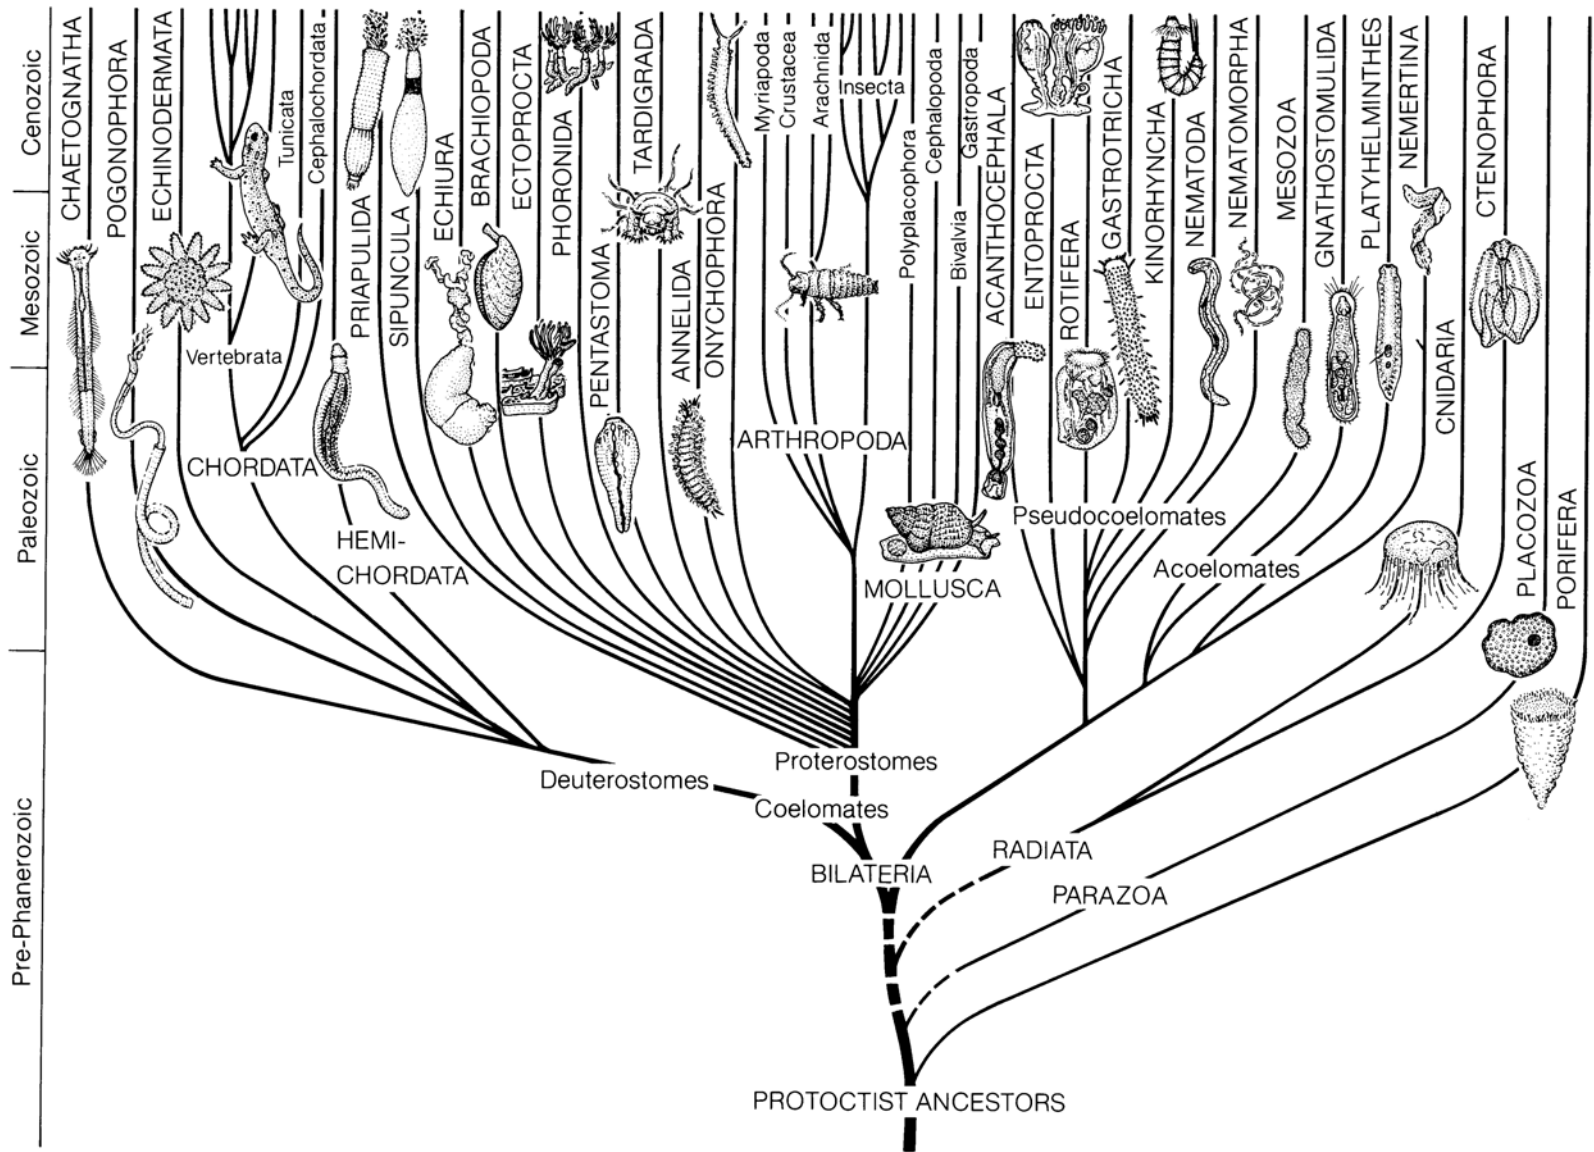 Cenozoic
Mesozoic
Paleozoic
Pre-Phanerozoic
CHAETOGNATHA
POGONOPHORA
ECHINODERMATA
Vertebrata
Tunicata
Cephalochordata
CHORDATA
HEMI-
CHORDATA
PRIAPULIDA
SIPUNCULA
ECHIURA
BRACHIOPODA
ECTOPROCTA
PHORONIDA
PENTASTOMA
TARDIGRADA
ANNELIDA
ONYCHOPHORA
Myriapoda
Crustacea
Arachnida
Insecta
ARTHROPODA
Polyplacophora
Cephalopoda
Bivalvia
Gastropoda
MOLLUSCA
ACANTHOCEPHALA
ENTOPROCTA
ROTIFERA
GASTROTRICHA
KINORHYNCHA
NEMATODA
NEMATOMORPHA
Pseudocoelomates
MESOZOA
GNATHOSTOMULIDA
PLATYHELMINTHES
NEMERTINA
Acoelomates
CNIDARIA
CTENOPHORA
PLACOZOA
PORIFERA
Deuterostomes
Proterostomes
Coelomates
BILATERIA
RADIATA
PARAZOA
PROTOCTIST ANCESTORS